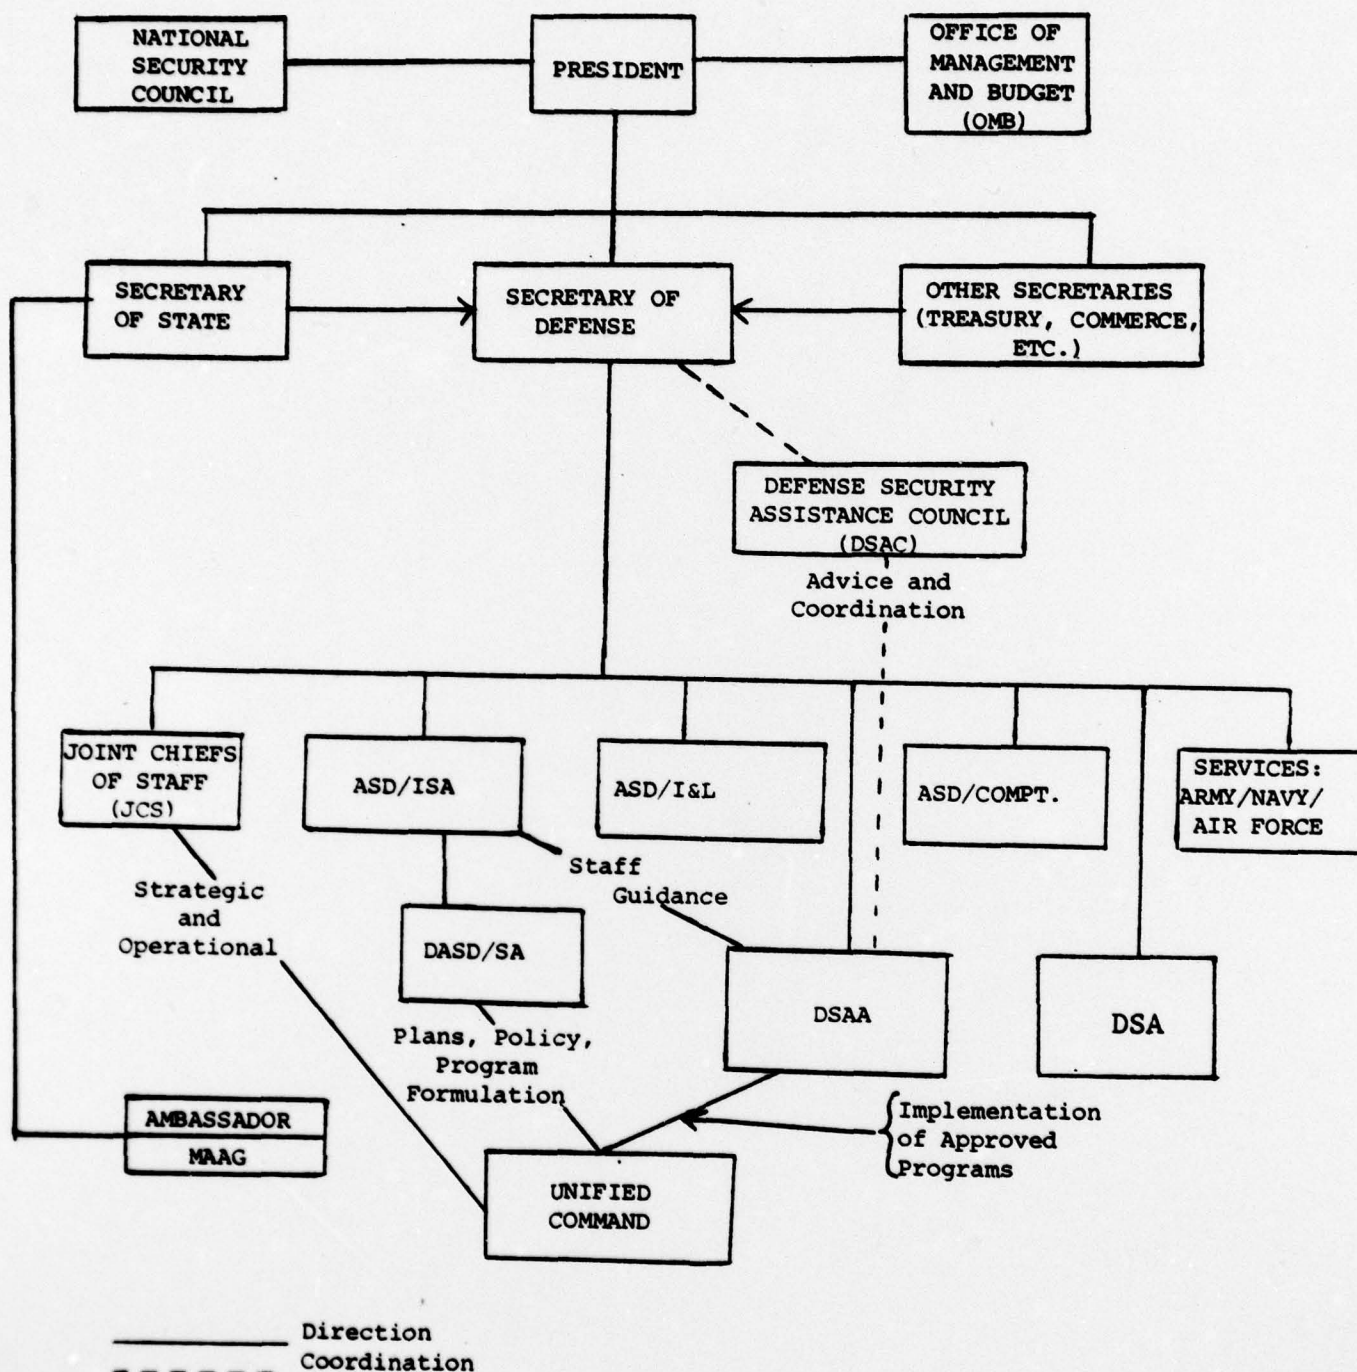 NATIONAL
SECURITY
COUNCIL
PRESIDENT
OFFICE OF
MANAGEMENT
AND BUDGET
(OMB)
SECRETARY
OF STATE
SECRETARY OF
DEFENSE
OTHER SECRETARIES
(TREASURY, COMMERCE,
ETC.)
DEFENSE SECURITY
ASSISTANCE COUNCIL
(DSAC)
Advice and
Coordination
JOINT CHIEFS
OF STAFF
(JCS)
ASD/ISA
ASD/I&L
ASD/COMPT.
SERVICES:
ARMY/NAVY/
AIR FORCE
Staff
Guidance
Strategic
and
Operational
DASD/SA
DSAA
DSA
Plans, Policy,
Program
Formulation
AMBASSADOR
MAAG
Implementation
of Approved
Programs
UNIFIED
COMMAND
Direction
Coordination